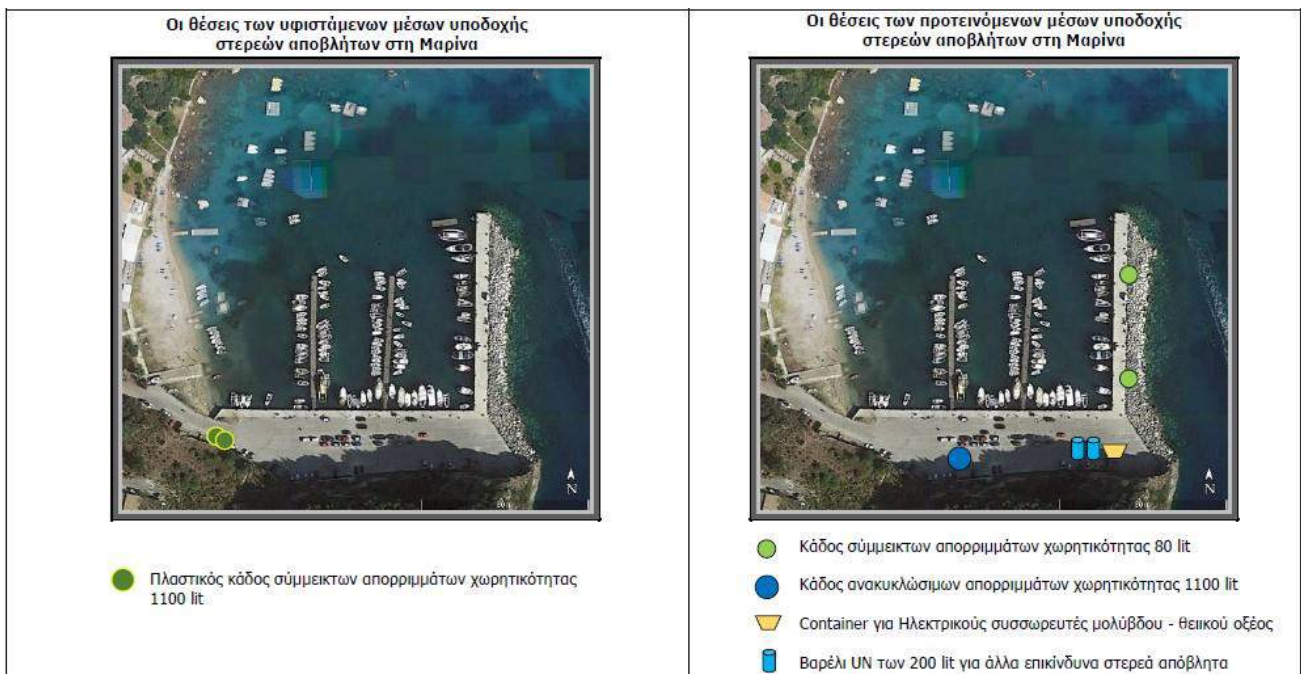 Οι θέσεις των υφιστάμενων μέσων υποδοχής
στερεών αποβλήτων στη Μαρίνα
N
Πλαστικός κάδος σύμμεικτων απορριμμάτων χωρητικότητας
1100 lit
Οι θέσεις των προτεινόμενων μέσων υποδοχής
στερεών αποβλήτων στη Μαρίνα
N
Κάδος σύμμεικτων απορριμμάτων χωρητικότητας 80 lit
Κάδος ανακυκλώσιμων απορριμμάτων χωρητικότητας 1100 lit
Container για Ηλεκτρικούς συσσωρευτές μολύβδου - θειικού οξέος
Βαρέλι UN των 200 lit για άλλα επικίνδυνα στερεά απόβλητα